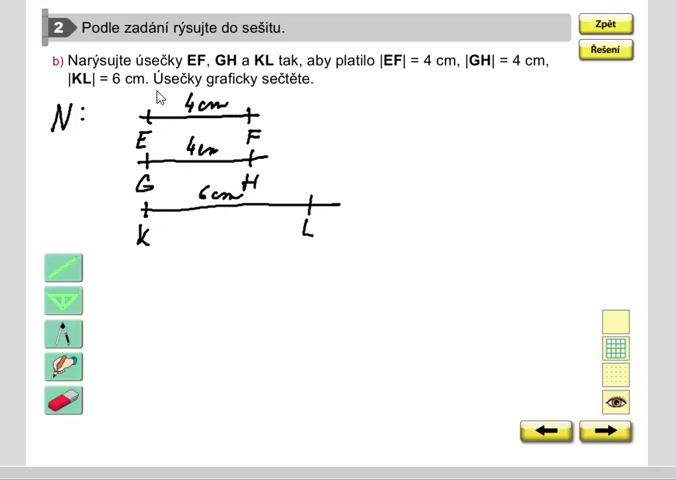 2 Podle zadání rýsujte do sešitu.
Zpět
Řešení
b) Narýsujte úsečky EF, GH a KL tak, aby platilo |EF| = 4 cm, |GH| = 4 cm,
|KL| = 6 cm. Úsečky graficky sečtěte.
N:
4cm
E F
4cm
G H
6cm
K L